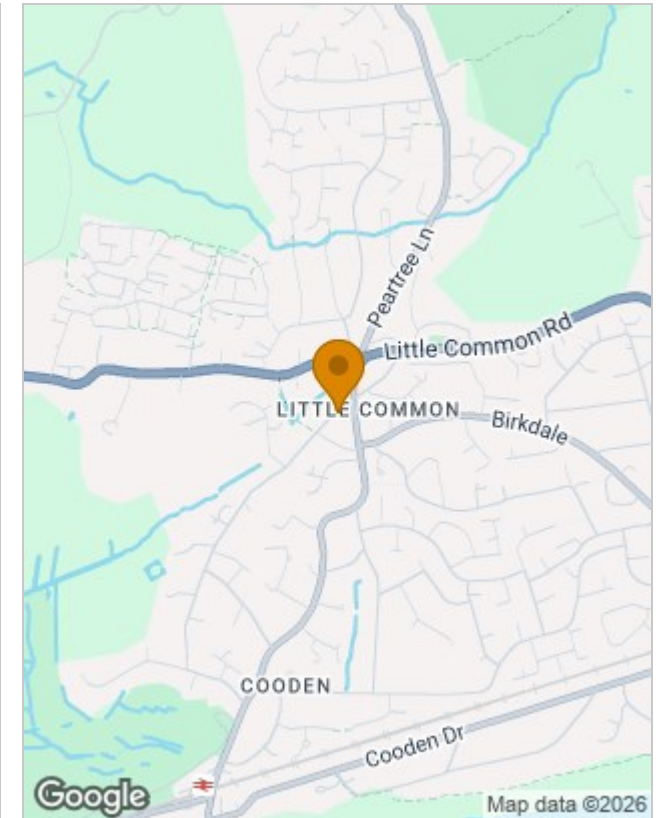 Peartree Ln
Little Common Rd
LITTLE COMMON
Birkdale
COODEN
Cooden Dr
Google
Map data ©2026